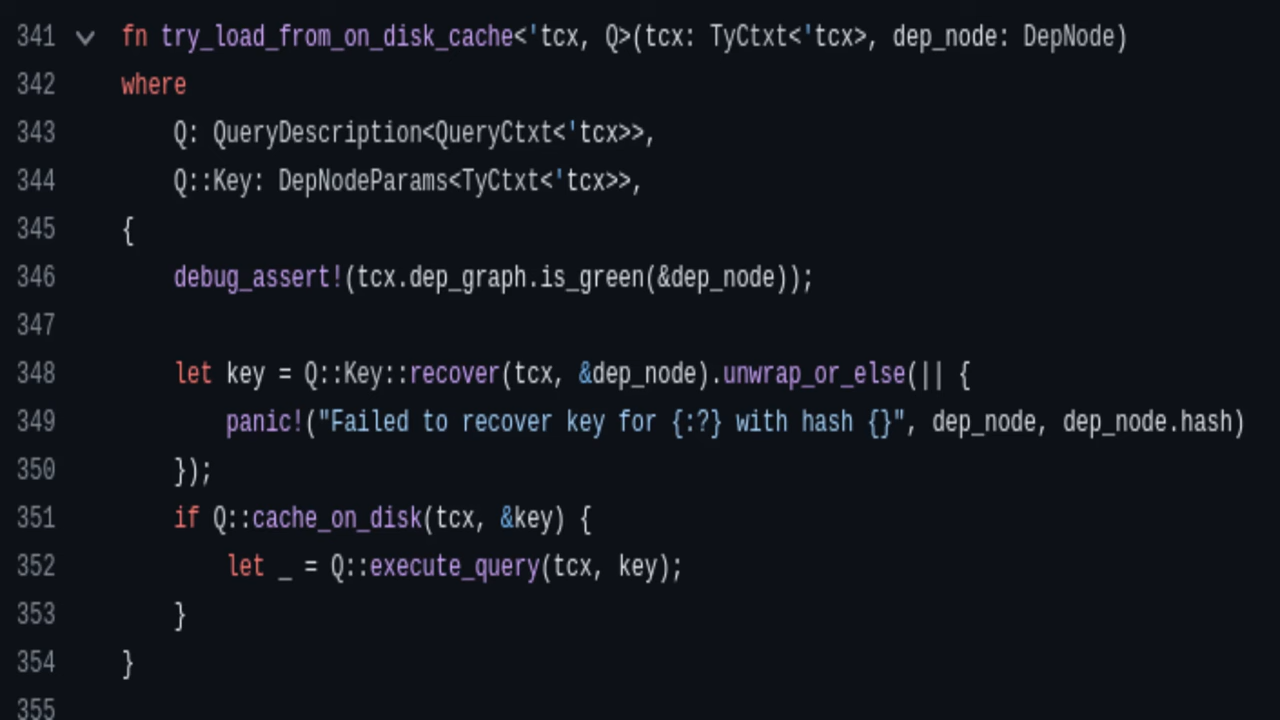 341 fn try_load_from_on_disk_cache<'tcx, Q>(tcx: TyCtxt<'tcx>, dep_node: DepNode)
342 where
343     Q: QueryDescription<QueryCtxt<'tcx>>,
344     Q::Key: DepNodeParams<TyCtxt<'tcx>>,
345 {
346     debug_assert!(tcx.dep_graph.is_green(&dep_node));
347
348     let key = Q::Key::recover(tcx, &dep_node).unwrap_or_else(|| {
349         panic!("Failed to recover key for {:?} with hash {}", dep_node, dep_node.hash)
350     });
351     if Q::cache_on_disk(tcx, &key) {
352         let _ = Q::execute_query(tcx, key);
353     }
354 }
355